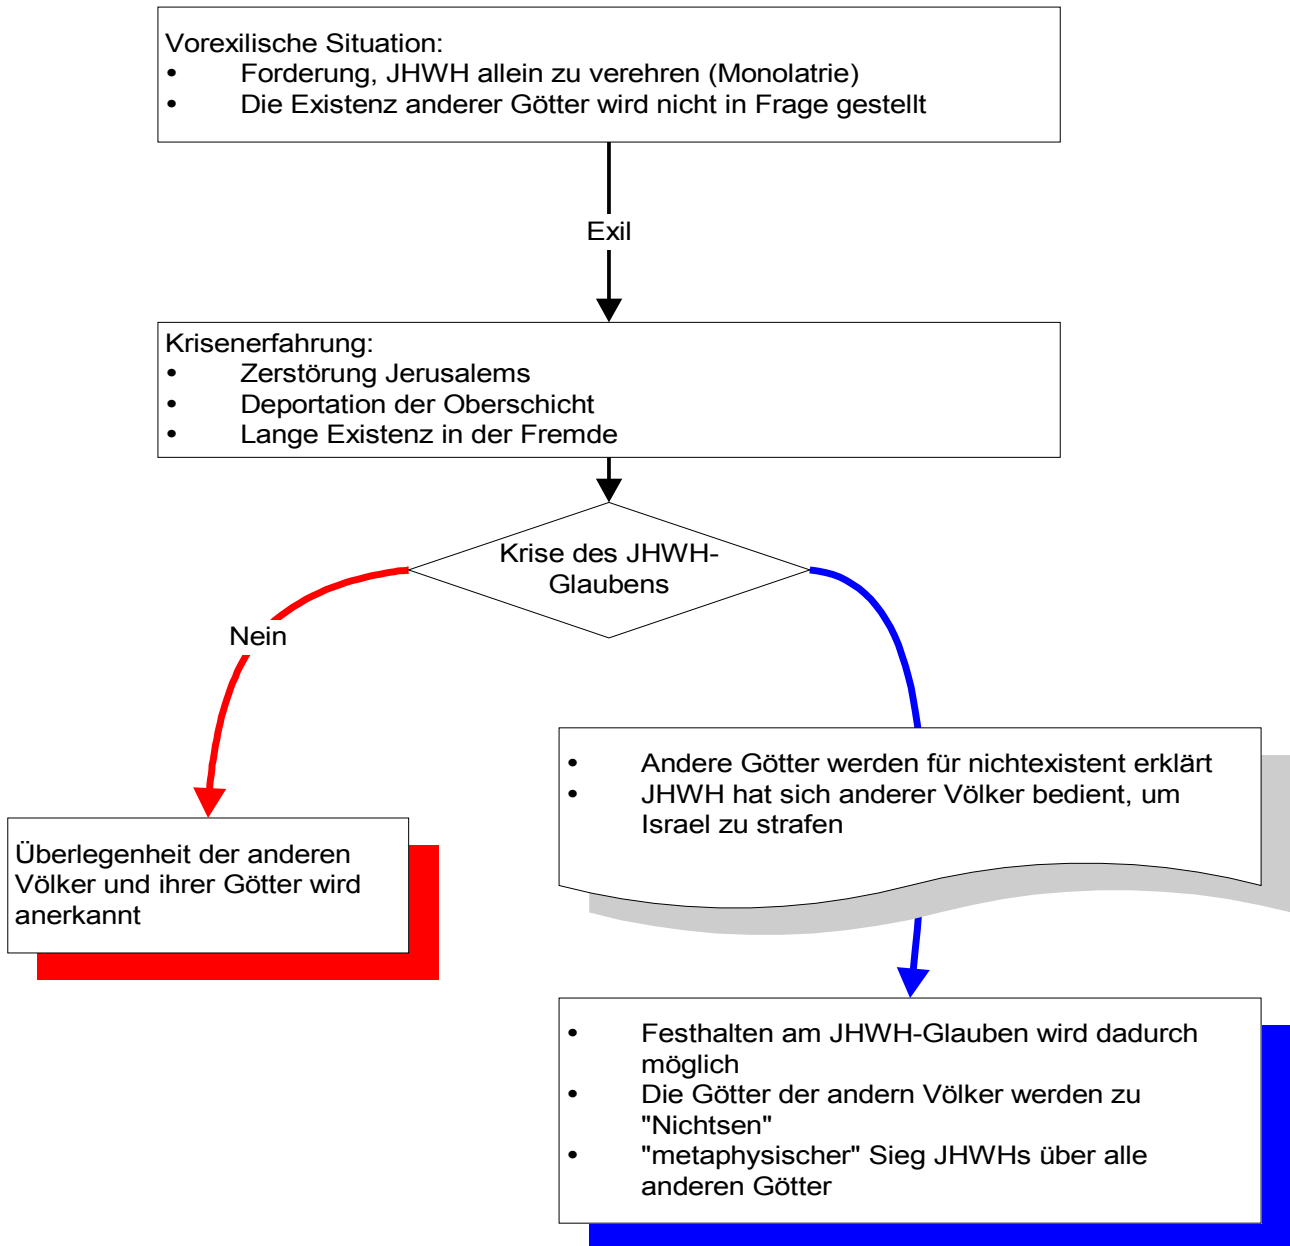 Vorexilische Situation:
• Forderung, JHWH allein zu verehren (Monolatrie)
• Die Existenz anderer Götter wird nicht in Frage gestellt
Exil
Krisenerfahrung:
• Zerstörung Jerusalems
• Deportation der Oberschicht
• Lange Existenz in der Fremde
Krise des JHWH-
Glaubens
Nein
Überlegenheit der anderen
Völker und ihrer Götter wird
anerkannt
• Andere Götter werden für nichtexistent erklärt
• JHWH hat sich anderer Völker bedient, um
Israel zu strafen
• Festhalten am JHWH-Glauben wird dadurch
möglich
• Die Götter der andern Völker werden zu
"Nichtsen"
• "metaphysischer" Sieg JHWHs über alle
anderen Götter